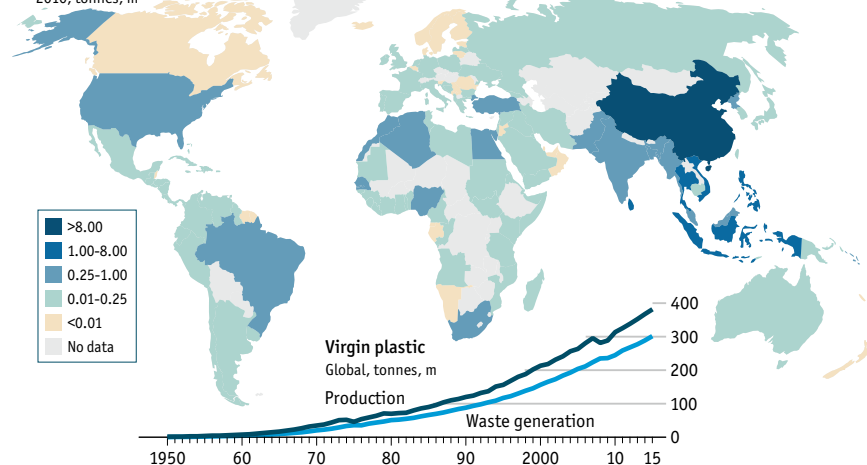 2010, tonnes, m
>8.00
1.00-8.00
0.25-1.00
0.01-0.25
<0.01
No data
Virgin plastic
Global, tonnes, m
Production
Waste generation
400
300
200
100
0
1950 60 70 80 90 2000 10 15